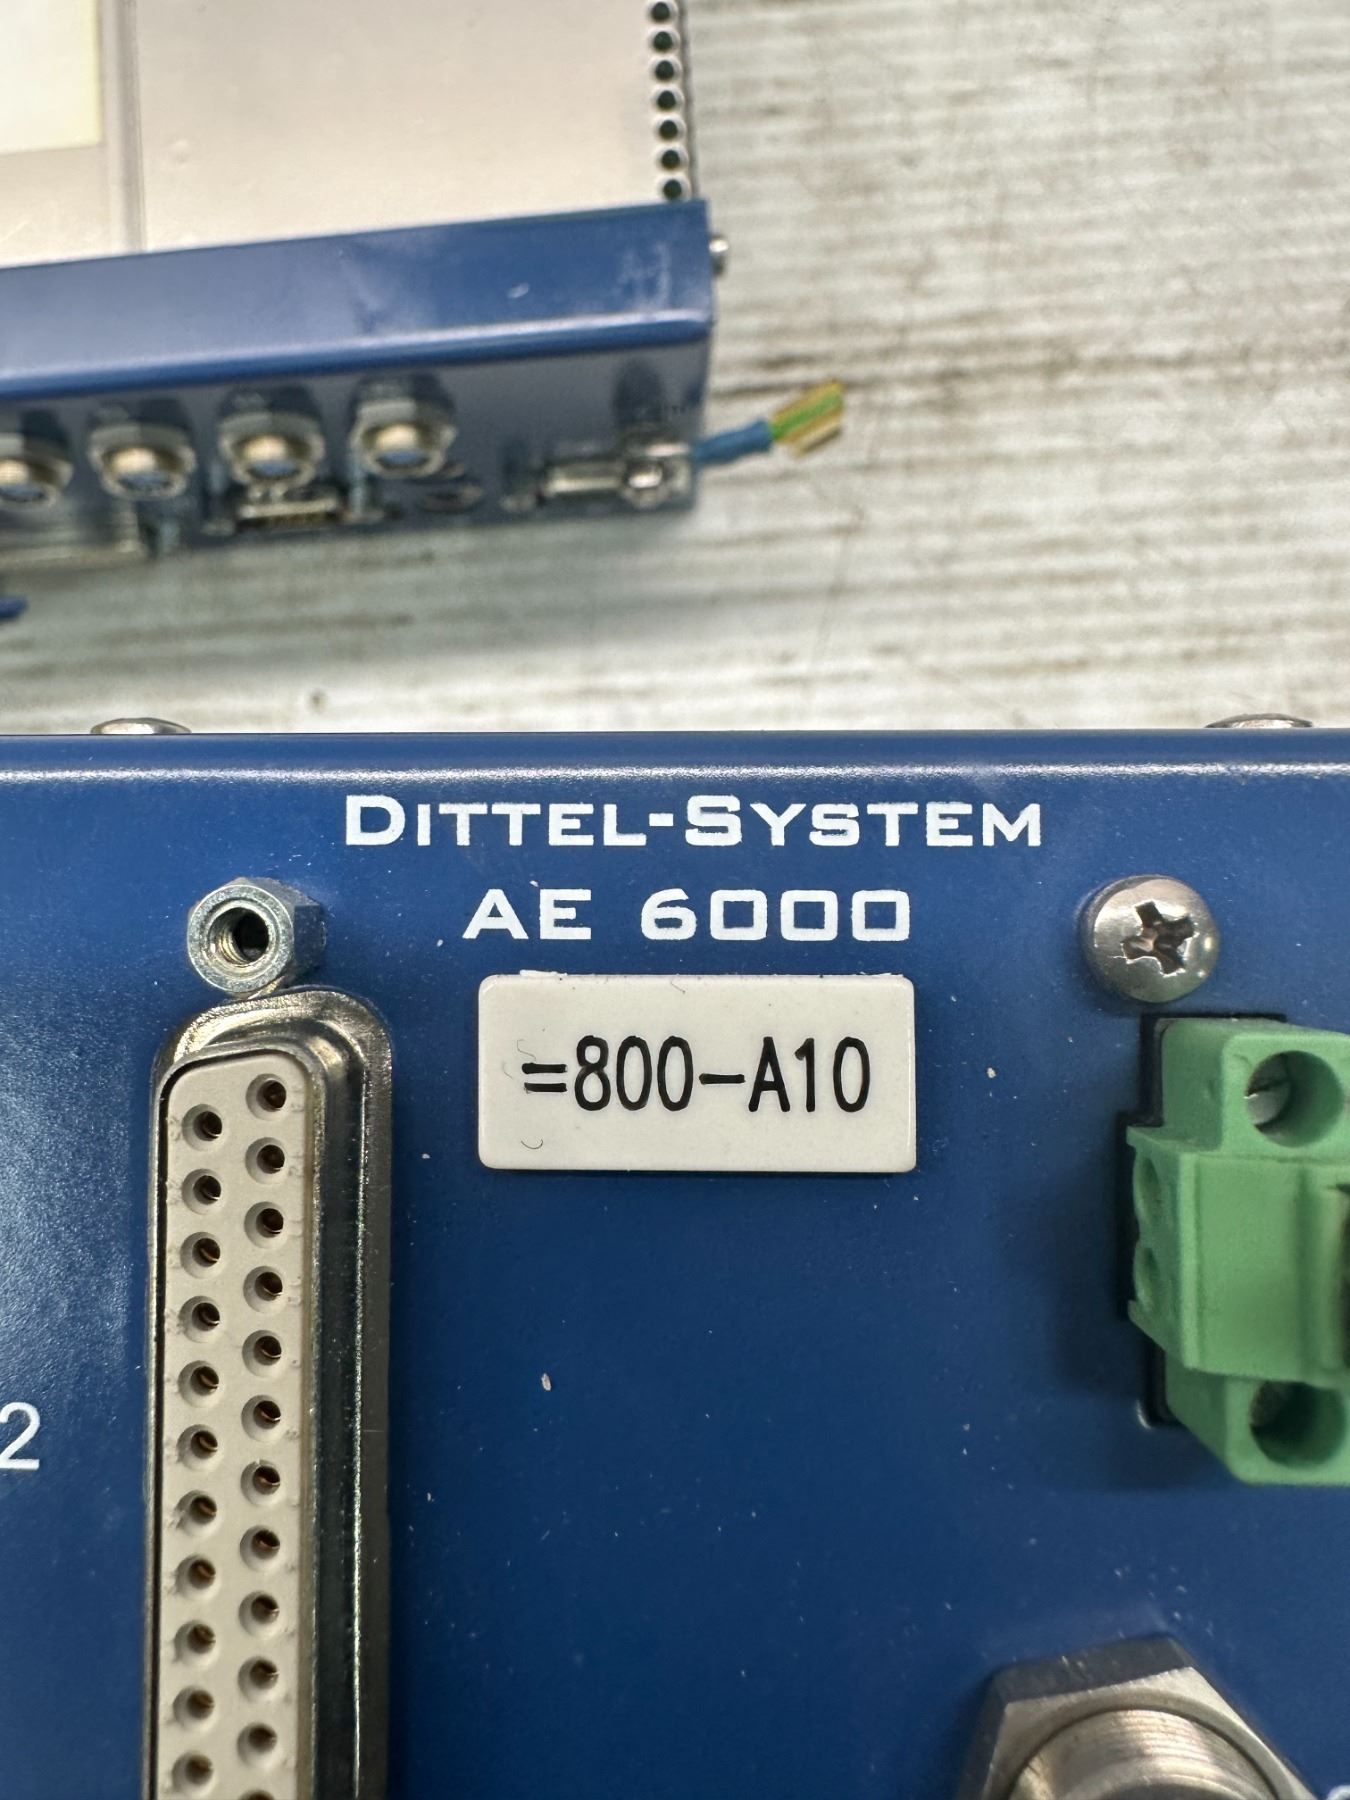 DITTEL-SYSTEM
AE 6000
=800-A10
2